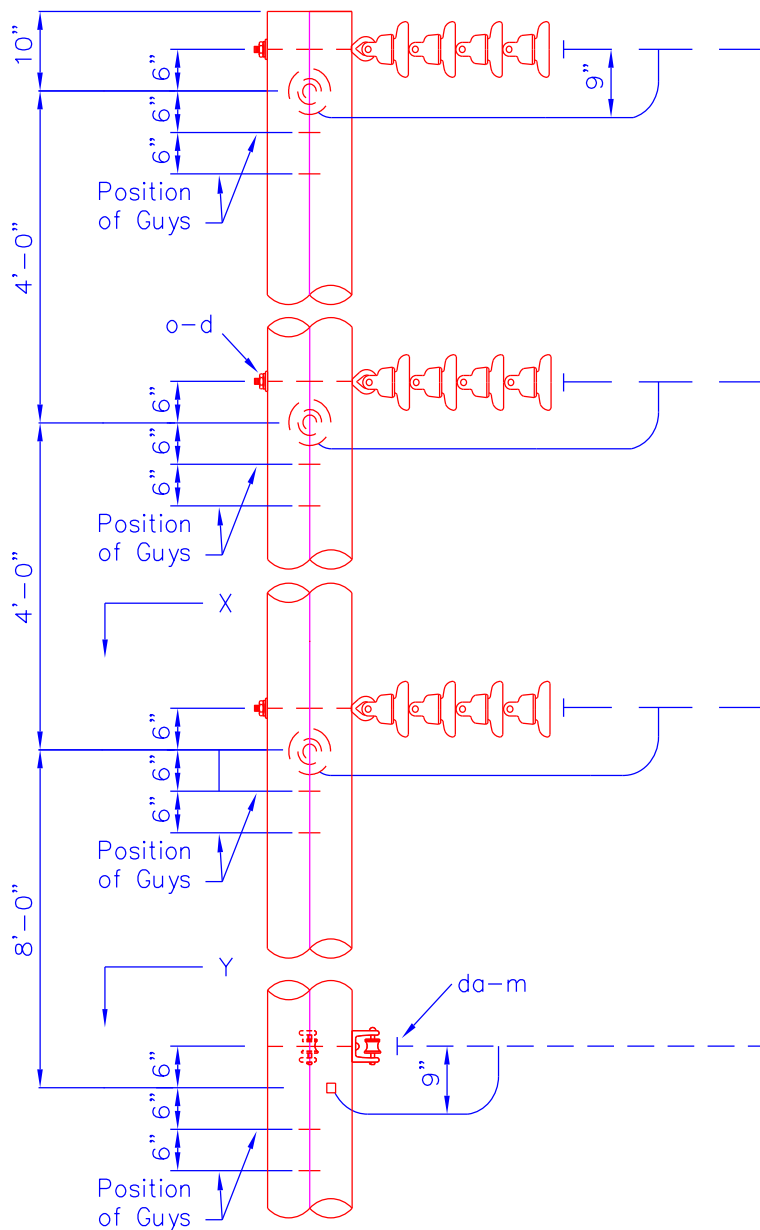 10"
6"
9"
6"
6"
Position
of Guys
4'-0"
o-d
6"
6"
6"
Position
of Guys
4'-0"
X
6"
6"
6"
Position
of Guys
8'-0"
Y
da-m
6"
9"
6"
6"
Position
of Guys